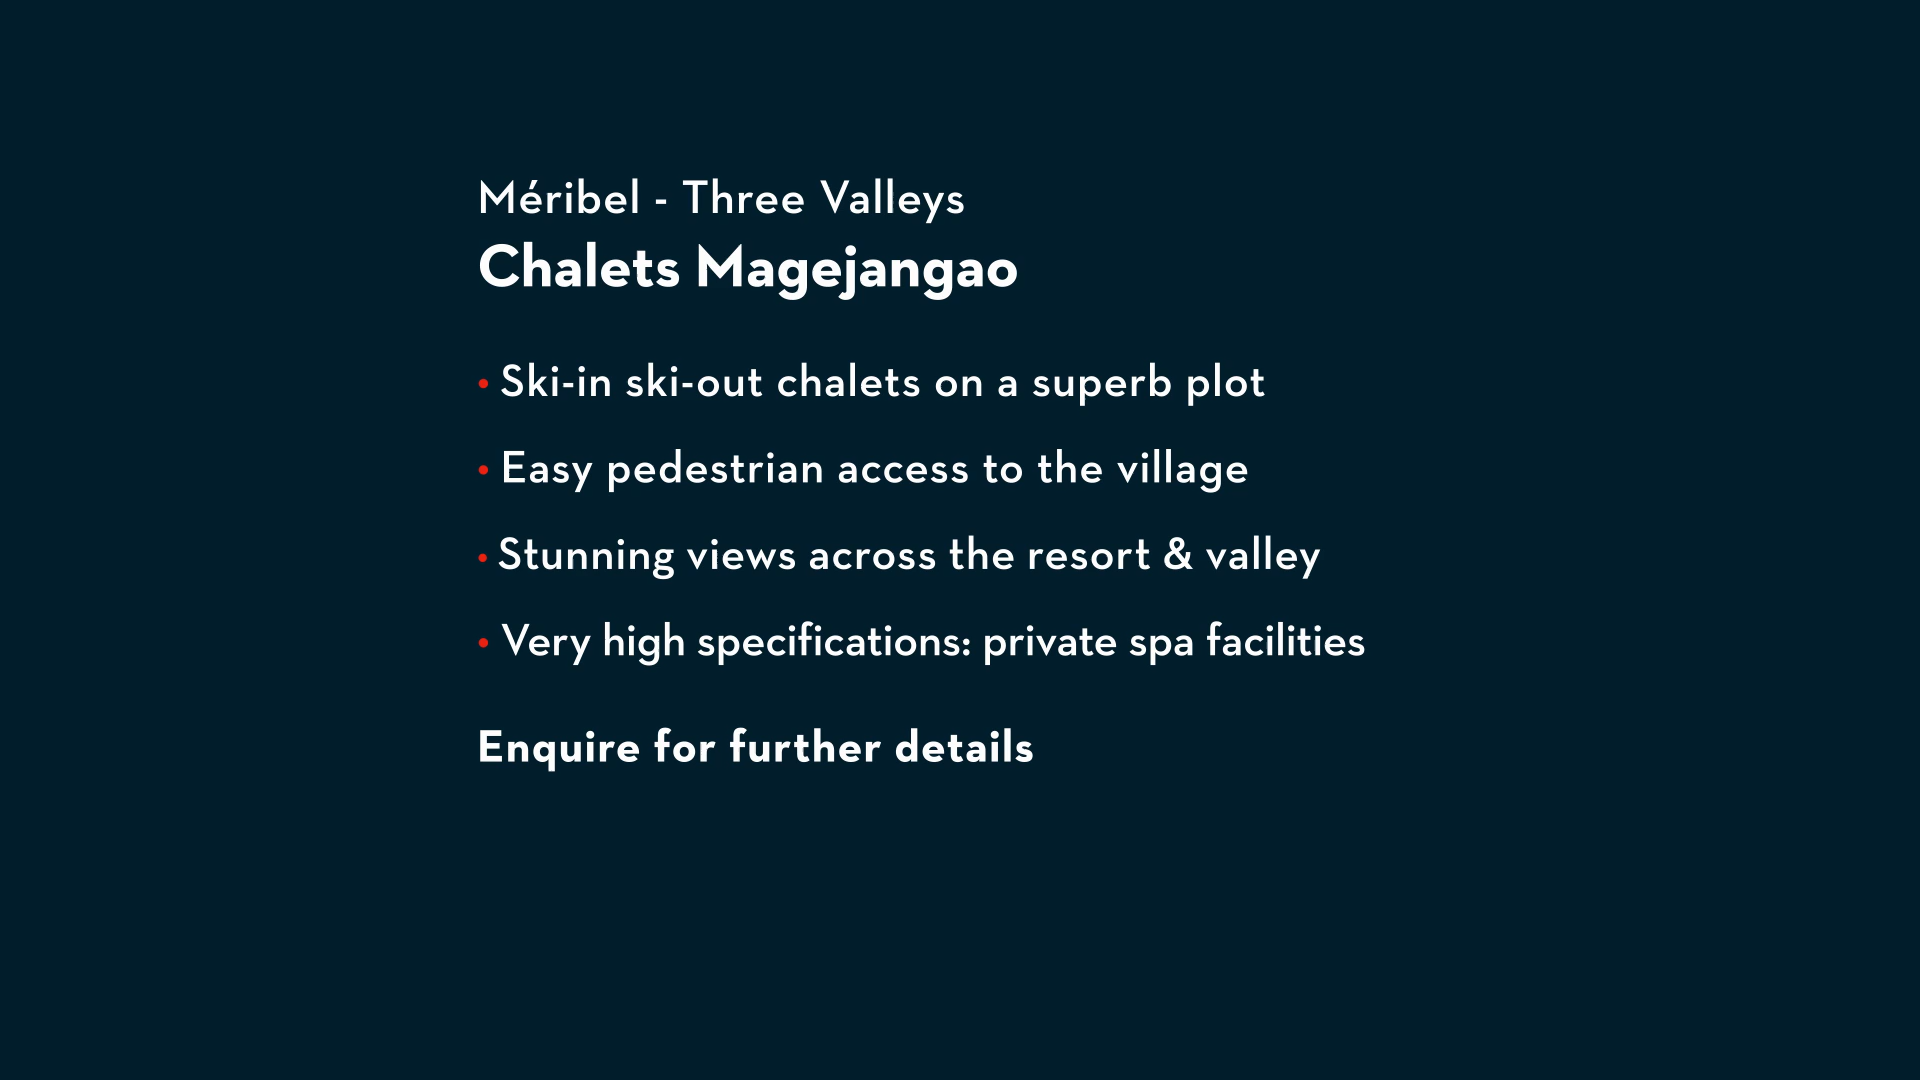 Méribel - Three Valleys
Chalets Magejangao
• Ski-in ski-out chalets on a superb plot
• Easy pedestrian access to the village
• Stunning views across the resort & valley
• Very high specifications: private spa facilities
Enquire for further details